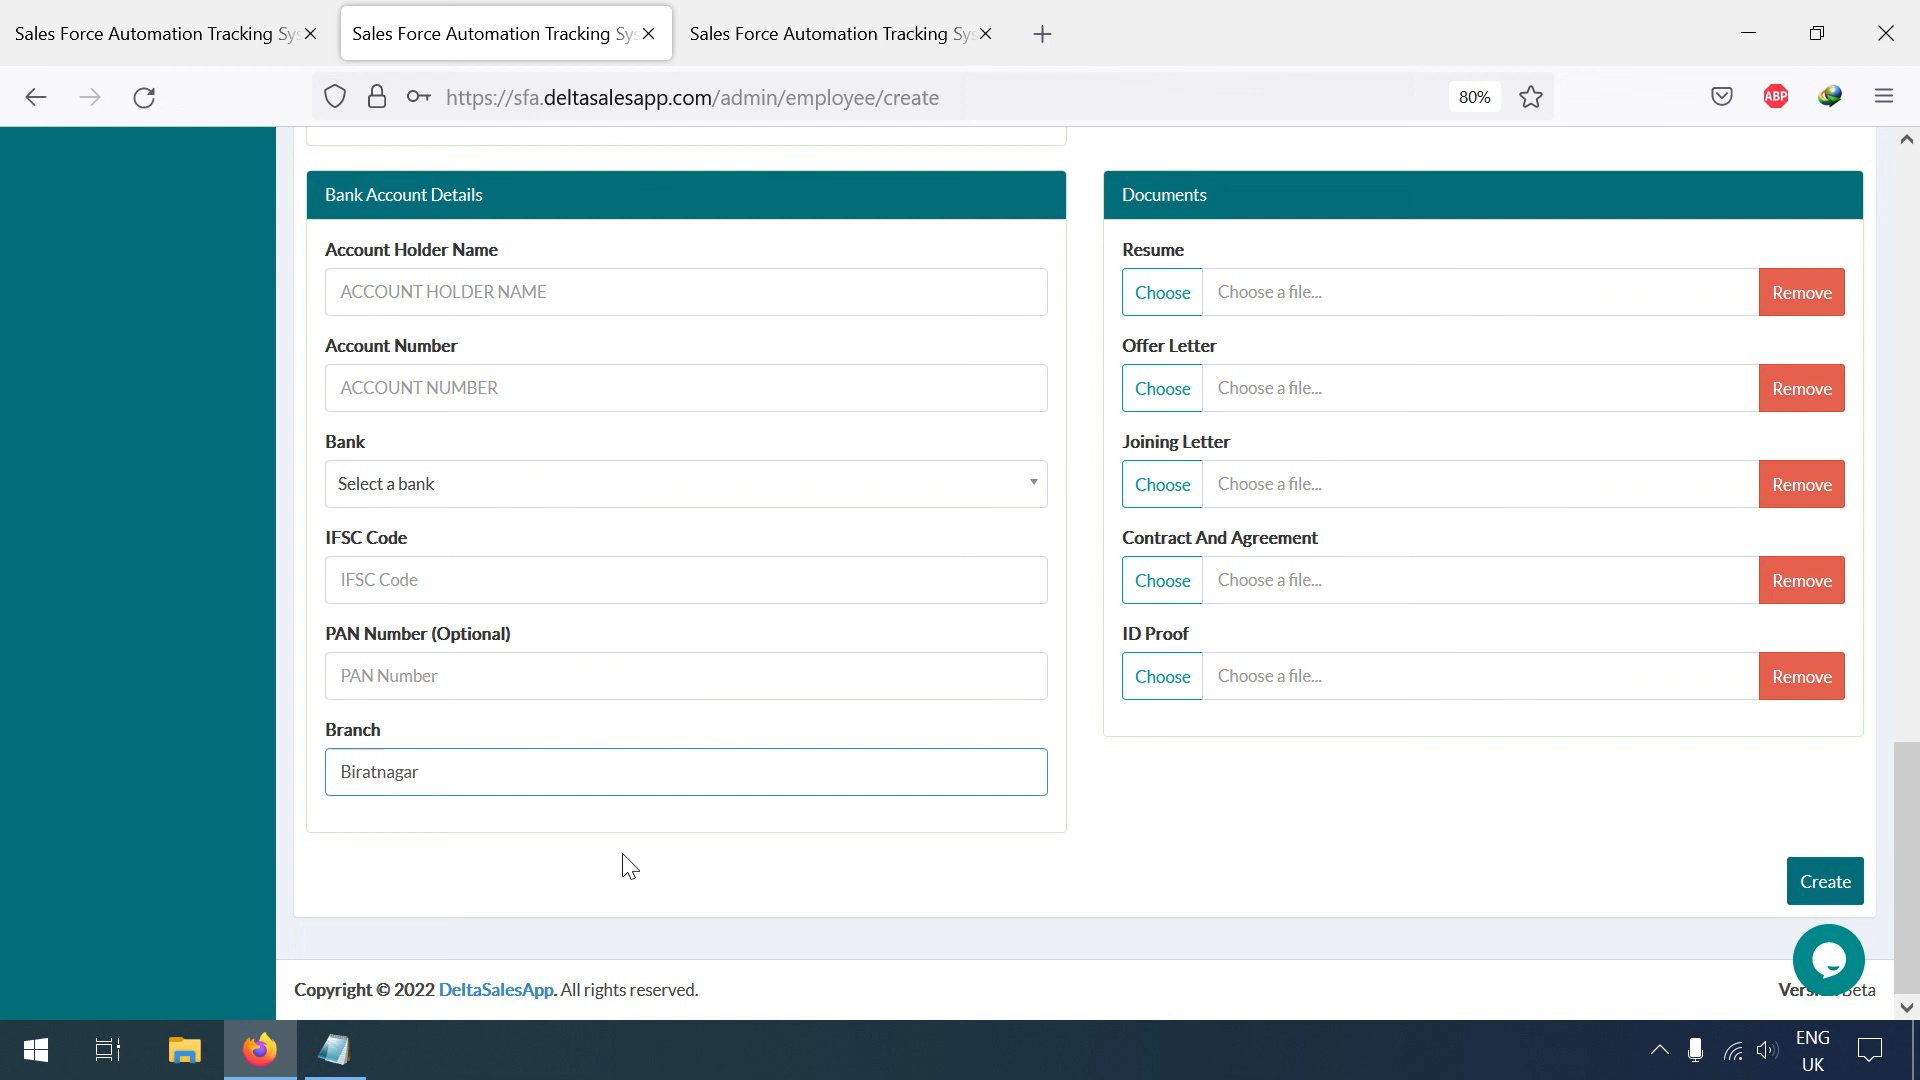 Sales Force Automation Tracking Sys
Sales Force Automation Tracking Sys
Sales Force Automation Tracking Sys
https://sfa.deltasalesapp.com/admin/employee/create
80%
ABP
Bank Account Details
Account Holder Name
ACCOUNT HOLDER NAME
Account Number
ACCOUNT NUMBER
Bank
Select a bank
IFSC Code
IFSC Code
PAN Number (Optional)
PAN Number
Branch
Biratnagar
Documents
Resume
Choose Choose a file... Remove
Offer Letter
Choose Choose a file... Remove
Joining Letter
Choose Choose a file... Remove
Contract And Agreement
Choose Choose a file... Remove
ID Proof
Choose Choose a file... Remove
Create
Copyright © 2022 DeltaSalesApp. All rights reserved.
ENG
UK